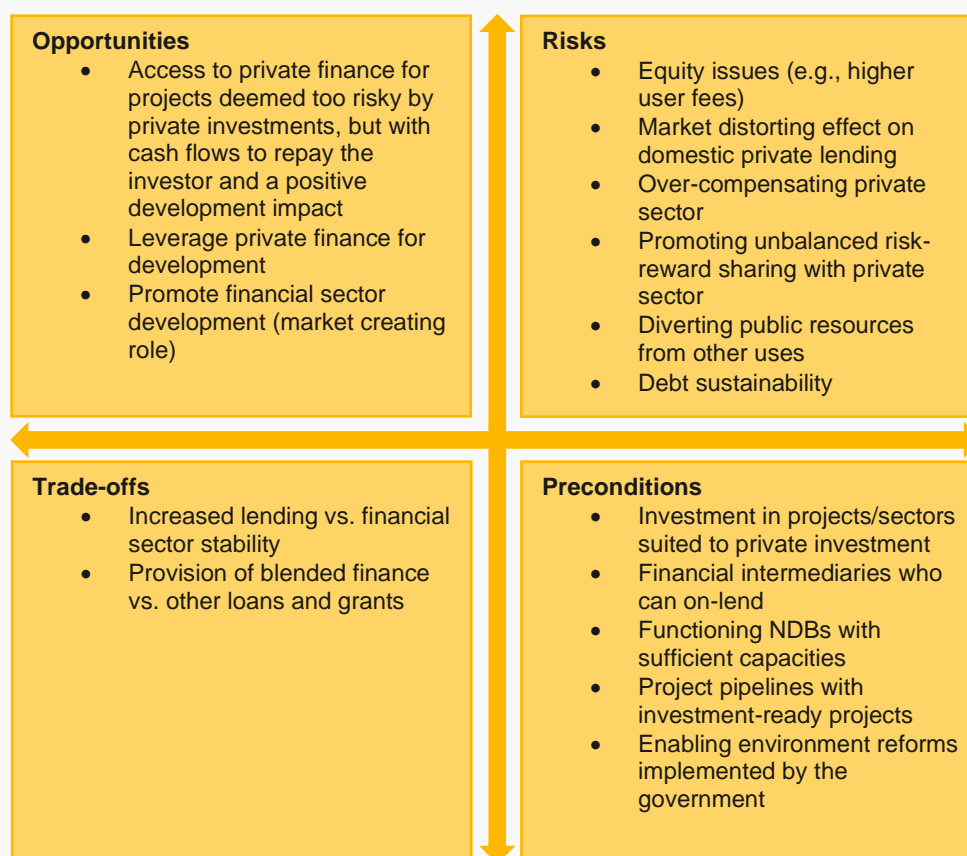 Opportunities
• Access to private finance for
projects deemed too risky by
private investments, but with
cash flows to repay the
investor and a positive
development impact
• Leverage private finance for
development
• Promote financial sector
development (market creating
role)
Risks
• Equity issues (e.g., higher
user fees)
• Market distorting effect on
domestic private lending
• Over-compensating private
sector
• Promoting unbalanced risk-
reward sharing with private
sector
• Diverting public resources
from other uses
• Debt sustainability
Trade-offs
• Increased lending vs. financial
sector stability
• Provision of blended finance
vs. other loans and grants
Preconditions
• Investment in projects/sectors
suited to private investment
• Financial intermediaries who
can on-lend
• Functioning NDBs with
sufficient capacities
• Project pipelines with
investment-ready projects
• Enabling environment reforms
implemented by the
government